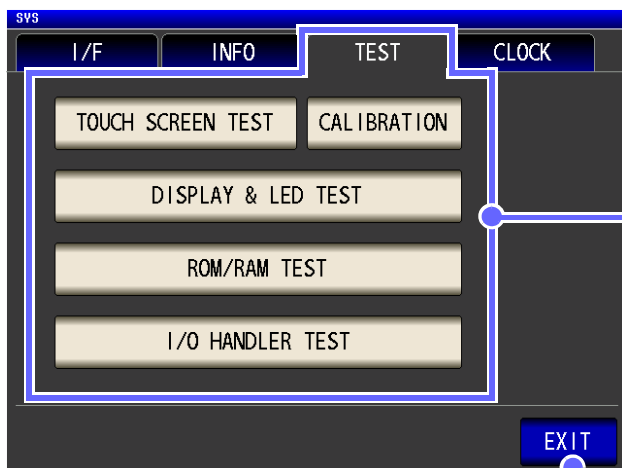 SYS
I/F INFO TEST CLOCK
TOUCH SCREEN TEST CALIBRATION
DISPLAY & LED TEST
ROM/RAM TEST
I/O HANDLER TEST
EXIT